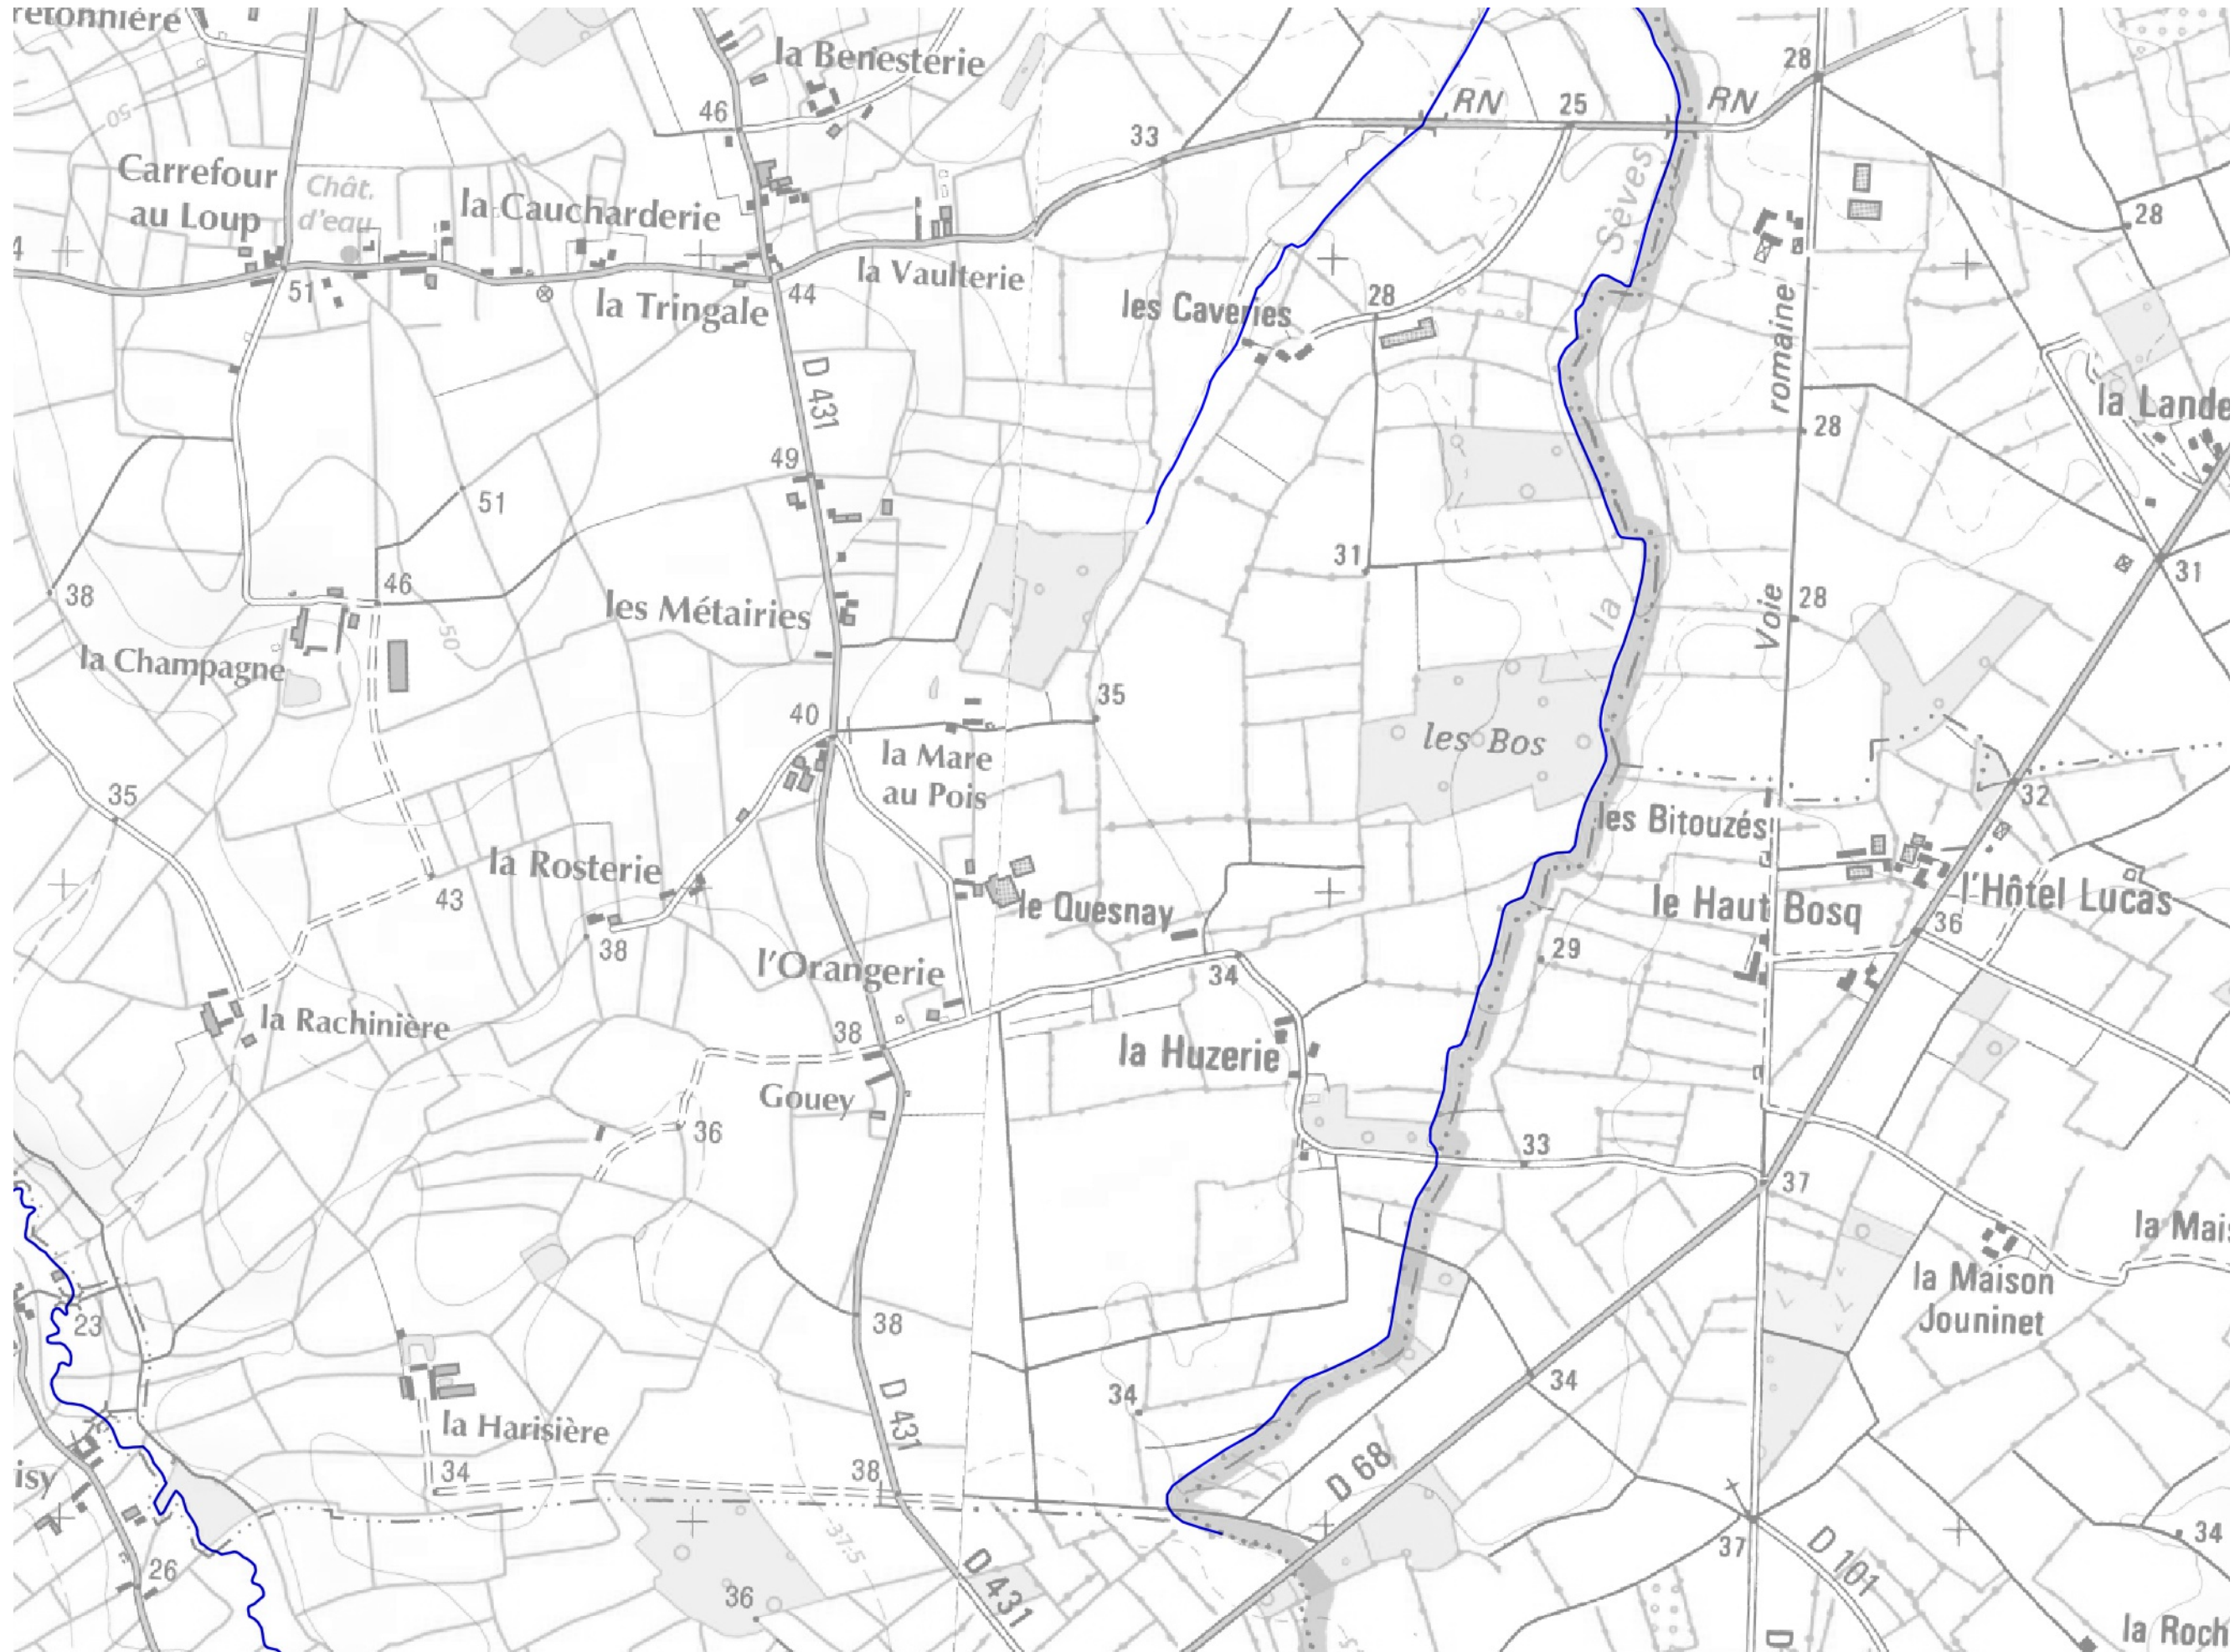 la Benesterie
RN
25
RN
28
46
33
50
Carrefour
au Loup
Chât.
d'eau
la Caucharderie
Sèves
28
la Vaulterie
51
la Tringale
44
les Caveries
28
romaine
D 431
la Lande
28
49
51
31
31
38
46
les Métairies
la
Voie
28
50
la Champagne
35
40
les Bos
la Mare
au Pois
35
32
les Bitouzés
la Rosterie
43
le Quesnay
le Haut Bosq
l'Hôtel Lucas
36
38
29
l'Orangerie
34
la Rachinière
38
la Huzerie
Gouey
36
33
37
la Maison
Jouninet
23
38
34
34
D 431
la Harisière
34
38
D 68
37.5
34
37
D 101
26
36
D 431
D